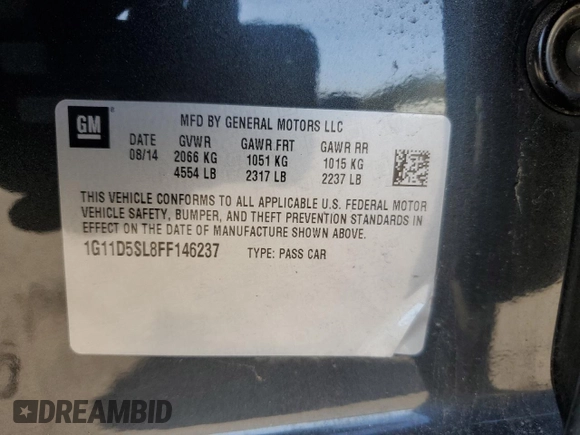 GM
MFD BY GENERAL MOTORS LLC
DATE GVWR GAWR FRT GAWR RR
08/14 2066 KG 1051 KG 1015 KG
4554 LB 2317 LB 2237 LB
THIS VEHICLE CONFORMS TO ALL APPLICABLE U.S. FEDERAL MOTOR
VEHICLE SAFETY, BUMPER, AND THEFT PREVENTION STANDARDS IN
EFFECT ON THE DATE OF MANUFACTURE SHOWN ABOVE.
1G11D5SL8FF146237 TYPE: PASS CAR
DREAMBID